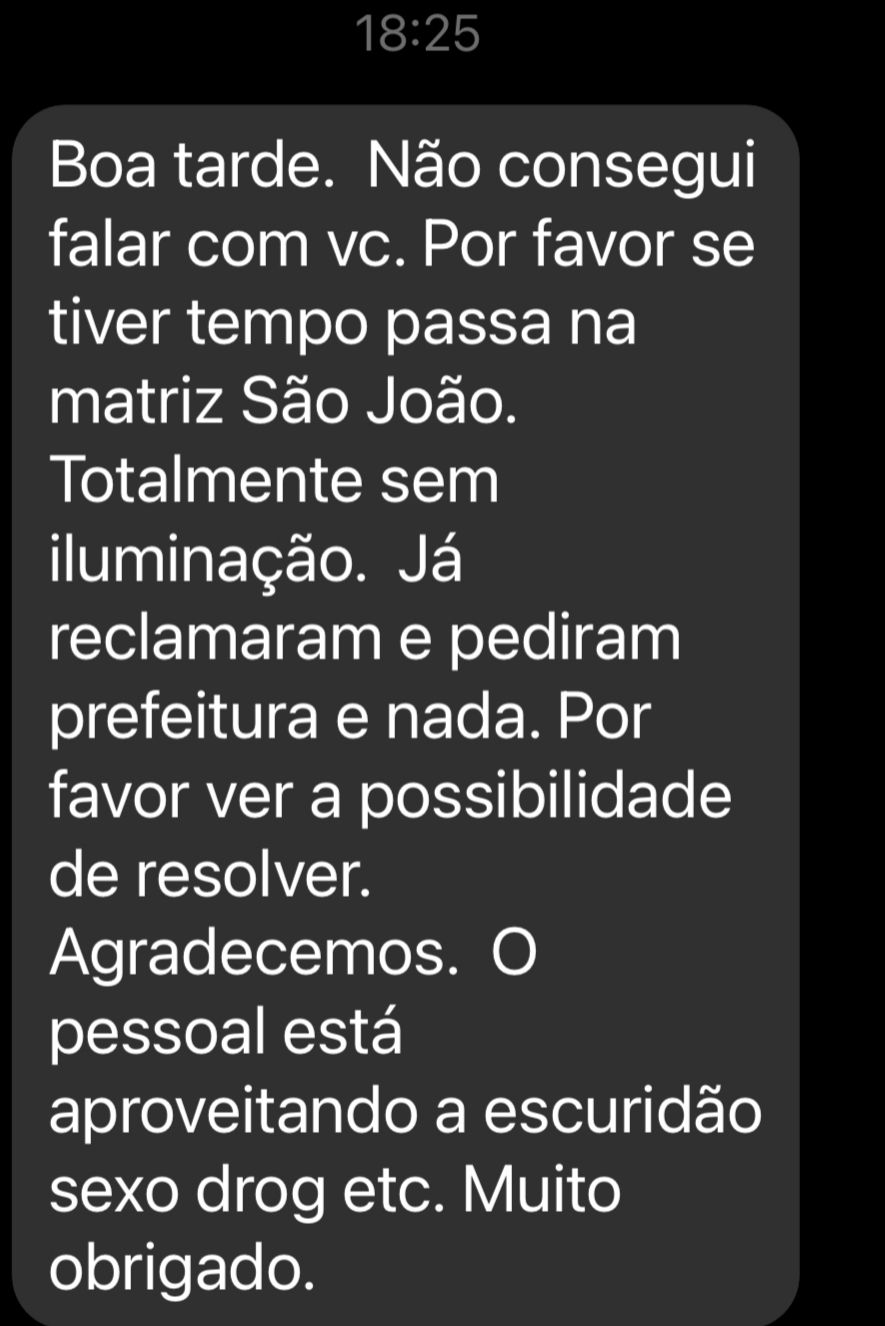 18:25
Boa tarde.  Não consegui
falar com vc. Por favor se
tiver tempo passa na
matriz São João.
Totalmente sem
iluminação.  Já
reclamaram e pediram
prefeitura e nada. Por
favor ver a possibilidade
de resolver.
Agradecemos.  O
pessoal está
aproveitando a escuridão
sexo drog etc. Muito
obrigado.